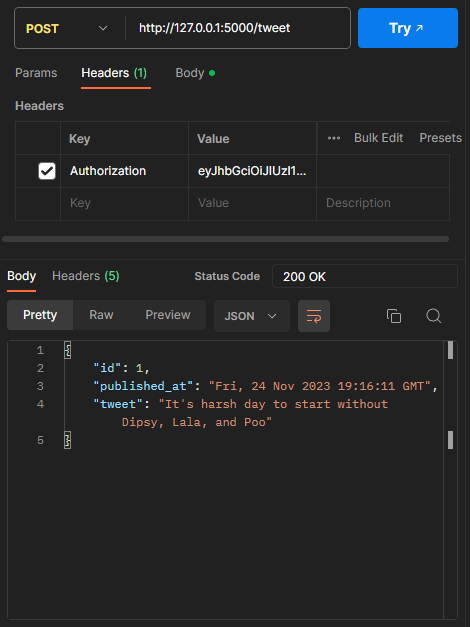 POST http://127.0.0.1:5000/tweet Try ↗
Params Headers (1) Body
Headers
Key Value ••• Bulk Edit Presets
Authorization eyJhbGciOiJIUzI1...
Key Value Description
Body Headers (5) Status Code 200 OK
Pretty Raw Preview JSON
1 {
2 "id": 1,
3 "published_at": "Fri, 24 Nov 2023 19:16:11 GMT",
4 "tweet": "It's harsh day to start without
Dipsy, Lala, and Poo"
5 }